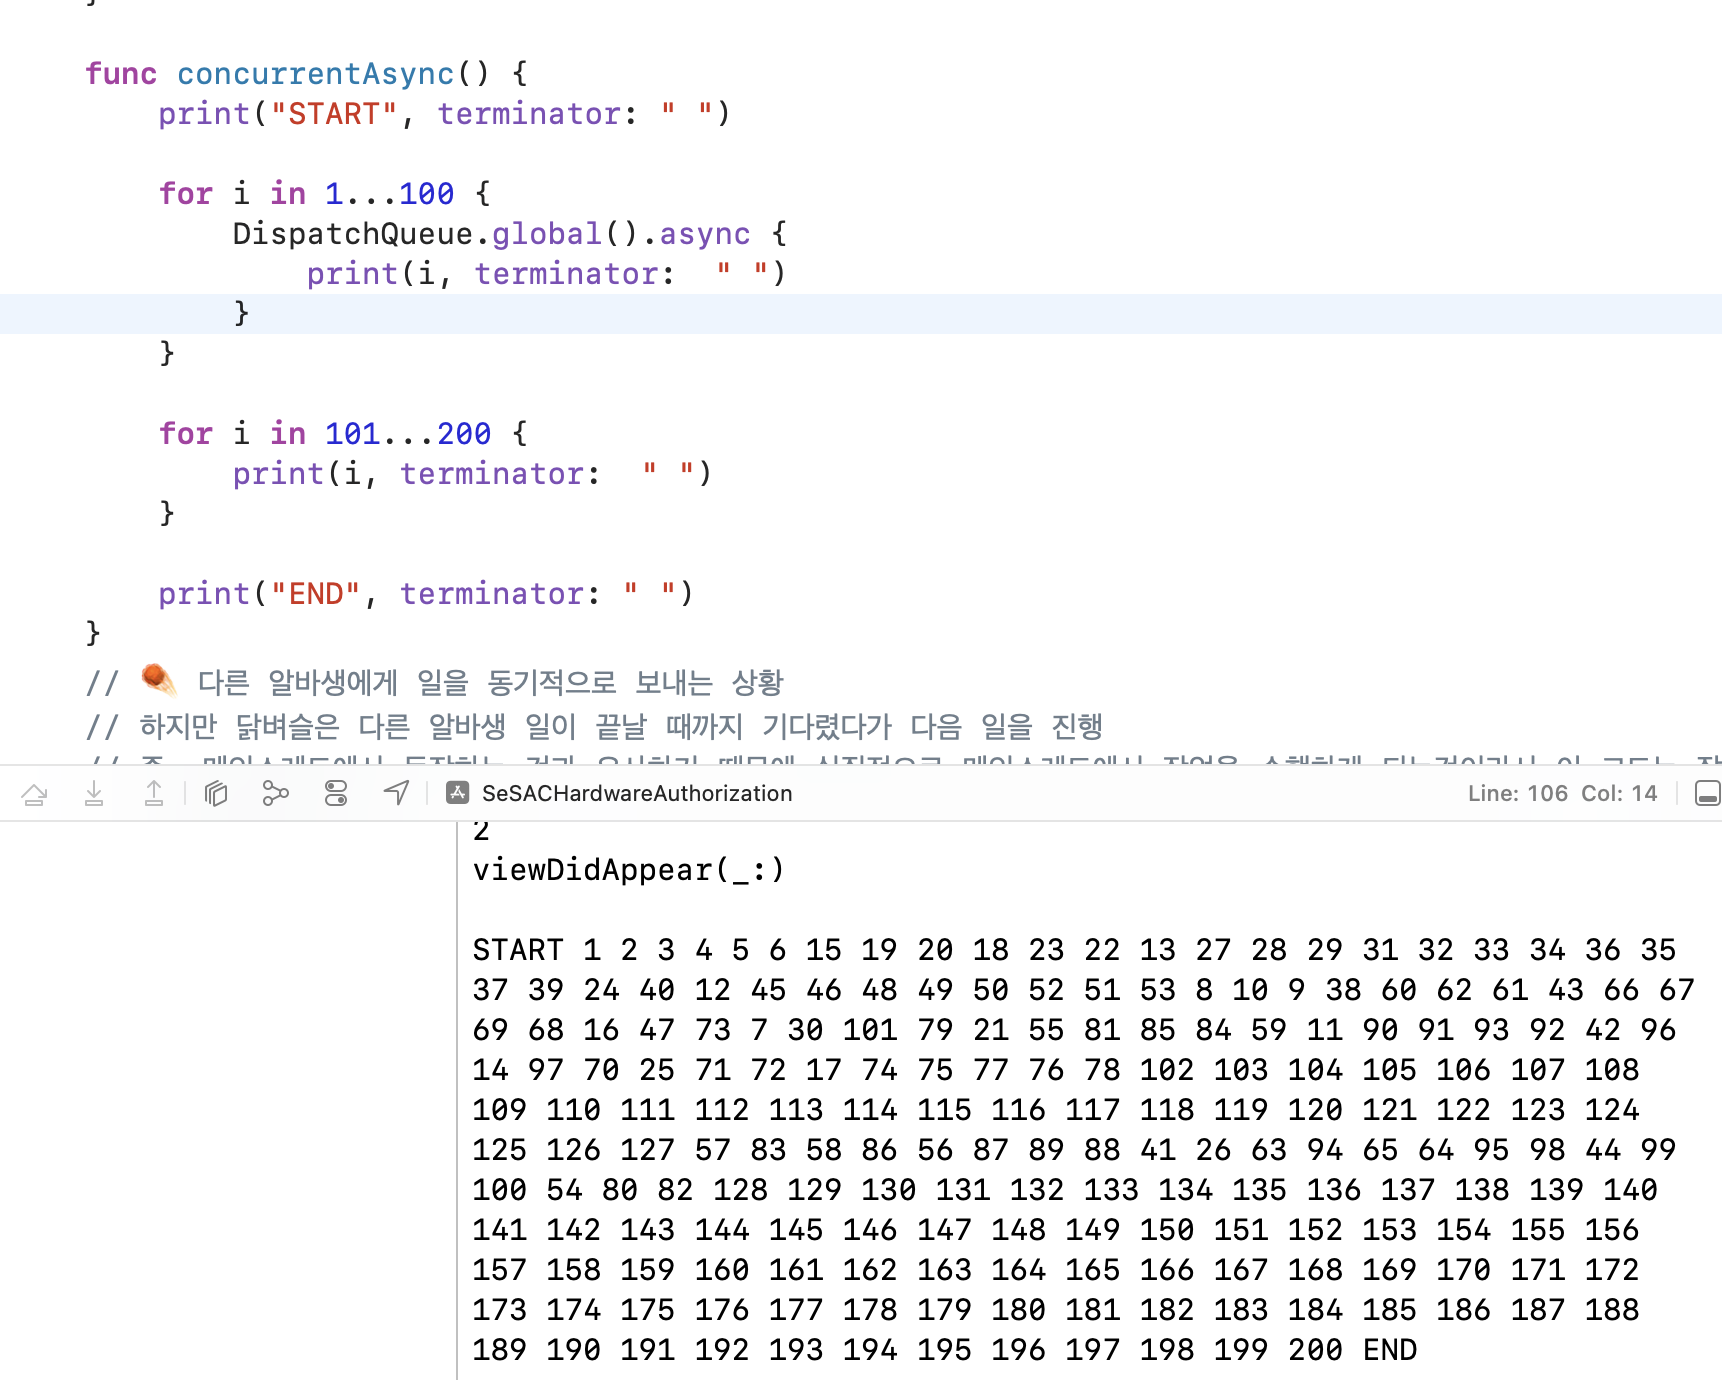 }
func concurrentAsync() {
print("START", terminator: " ")
for i in 1...100 {
DispatchQueue.global().async {
print(i, terminator:  " ")
}
}
for i in 101...200 {
print(i, terminator:  " ")
}
print("END", terminator: " ")
}
// ☄️ 다른 알바생에게 일을 동기적으로 보내는 상황
// 하지만 닭벼슬은 다른 알바생 일이 끝날 때까지 기다렸다가 다음 일을 진행
SeSACHardwareAuthorization
Line: 106 Col: 14
2
viewDidAppear(_:)
START 1 2 3 4 5 6 15 19 20 18 23 22 13 27 28 29 31 32 33 34 36 35
37 39 24 40 12 45 46 48 49 50 52 51 53 8 10 9 38 60 62 61 43 66 67
69 68 16 47 73 7 30 101 79 21 55 81 85 84 59 11 90 91 93 92 42 96
14 97 70 25 71 72 17 74 75 77 76 78 102 103 104 105 106 107 108
109 110 111 112 113 114 115 116 117 118 119 120 121 122 123 124
125 126 127 57 83 58 86 56 87 89 88 41 26 63 94 65 64 95 98 44 99
100 54 80 82 128 129 130 131 132 133 134 135 136 137 138 139 140
141 142 143 144 145 146 147 148 149 150 151 152 153 154 155 156
157 158 159 160 161 162 163 164 165 166 167 168 169 170 171 172
173 174 175 176 177 178 179 180 181 182 183 184 185 186 187 188
189 190 191 192 193 194 195 196 197 198 199 200 END